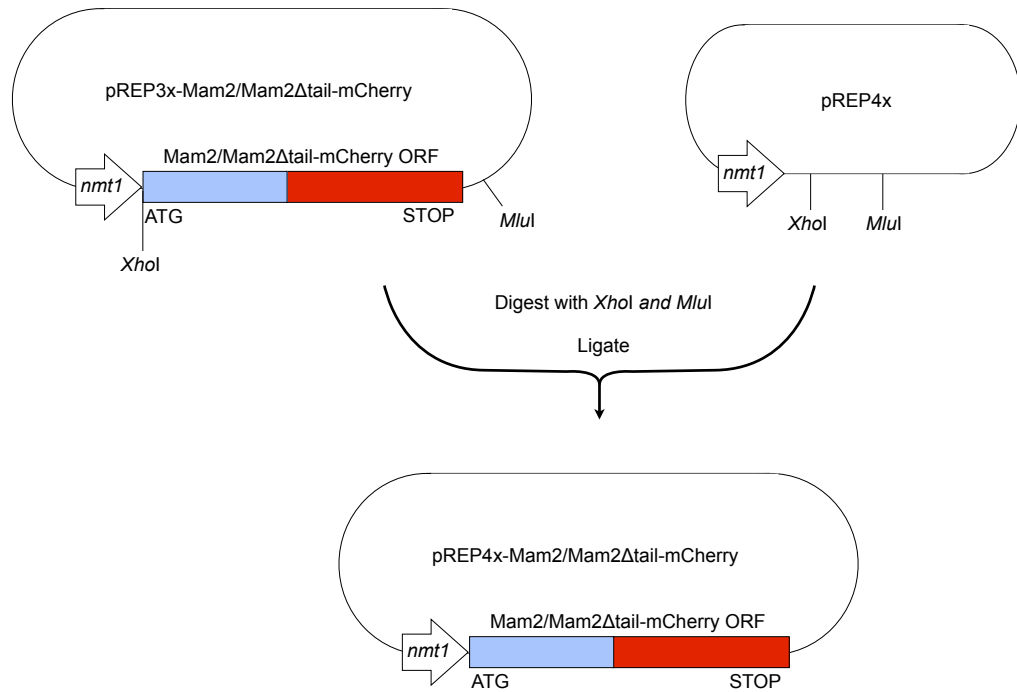 pREP3x-Mam2/Mam2Δtail-mCherry
Mam2/Mam2Δtail-mCherry ORF
nmt1
ATG
STOP
XhoI
MluI
pREP4x
nmt1
XhoI
MluI
Digest with XhoI and MluI
Ligate
pREP4x-Mam2/Mam2Δtail-mCherry
Mam2/Mam2Δtail-mCherry ORF
nmt1
ATG
STOP